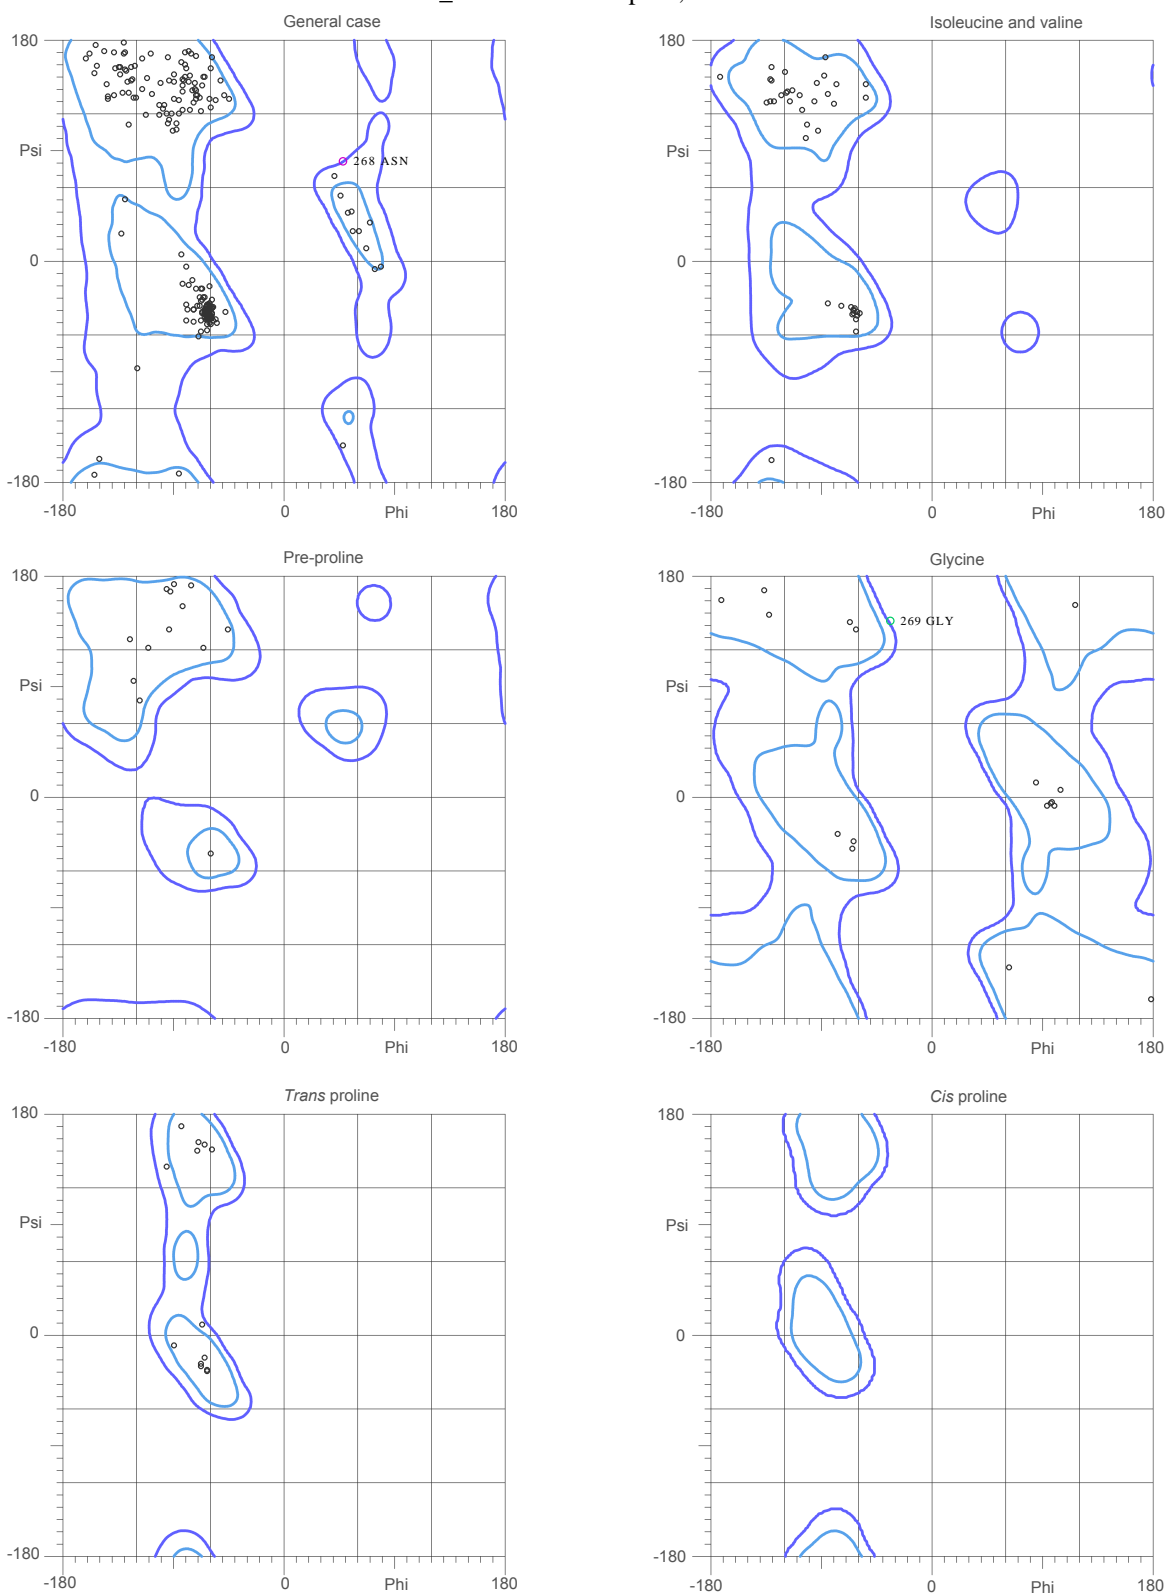 General case
180
Psi
0
-180
-180
0
Phi
180
268 ASN
Isoleucine and valine
180
Psi
0
-180
-180
0
Phi
180
Pre-proline
180
Psi
0
-180
-180
0
Phi
180
Glycine
180
Psi
0
-180
-180
0
Phi
180
269 GLY
Trans proline
180
Psi
0
-180
-180
0
Phi
180
Cis proline
180
Psi
0
-180
-180
0
Phi
180